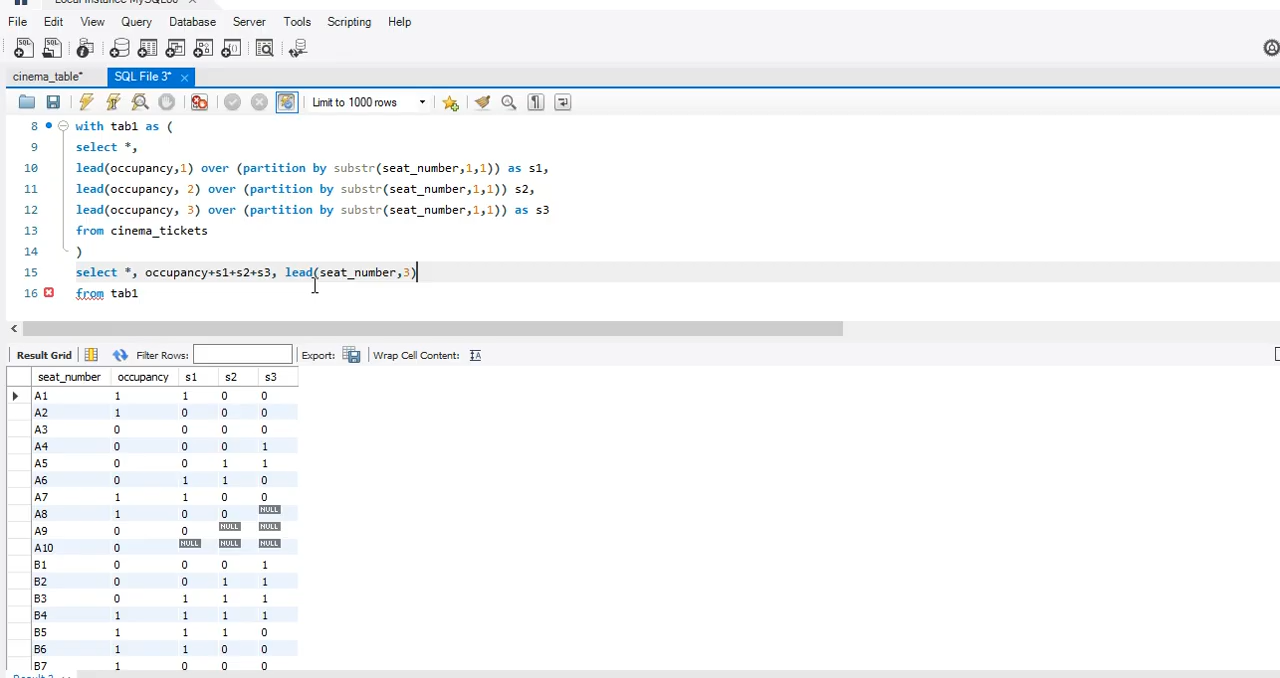 Local instance MySQL80 ×
File Edit View Query Database Server Tools Scripting Help
cinema_table* SQL File 3* ×
Limit to 1000 rows
8 with tab1 as (
9 select *,
10 lead(occupancy,1) over (partition by substr(seat_number,1,1)) as s1,
11 lead(occupancy, 2) over (partition by substr(seat_number,1,1)) s2,
12 lead(occupancy, 3) over (partition by substr(seat_number,1,1)) as s3
13 from cinema_tickets
14 )
15 select *, occupancy+s1+s2+s3, lead(seat_number,3)
16 from tab1
Result Grid Filter Rows: Export: Wrap Cell Content:
seat_number occupancy s1 s2 s3
A1 1 1 0 0
A2 1 0 0 0
A3 0 0 0 0
A4 0 0 0 1
A5 0 0 1 1
A6 0 1 1 0
A7 1 1 0 0
A8 1 0 0 NULL
A9 0 0 NULL NULL
A10 0 NULL NULL NULL
B1 0 0 0 1
B2 0 0 1 1
B3 0 1 1 1
B4 1 1 1 1
B5 1 1 1 0
B6 1 1 0 0
B7 1 0 0 0